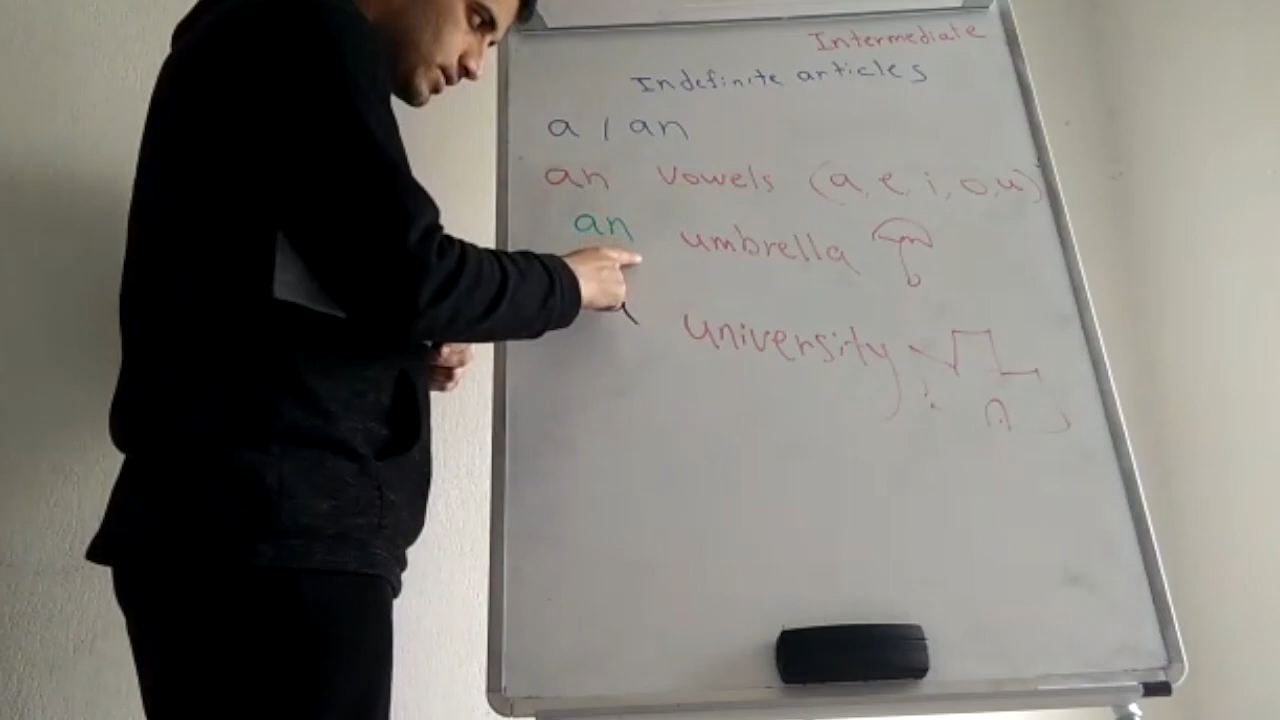 Intermediate
Indefinite articles
a / an
an vowels (a, e, i, o, u)
an umbrella
university